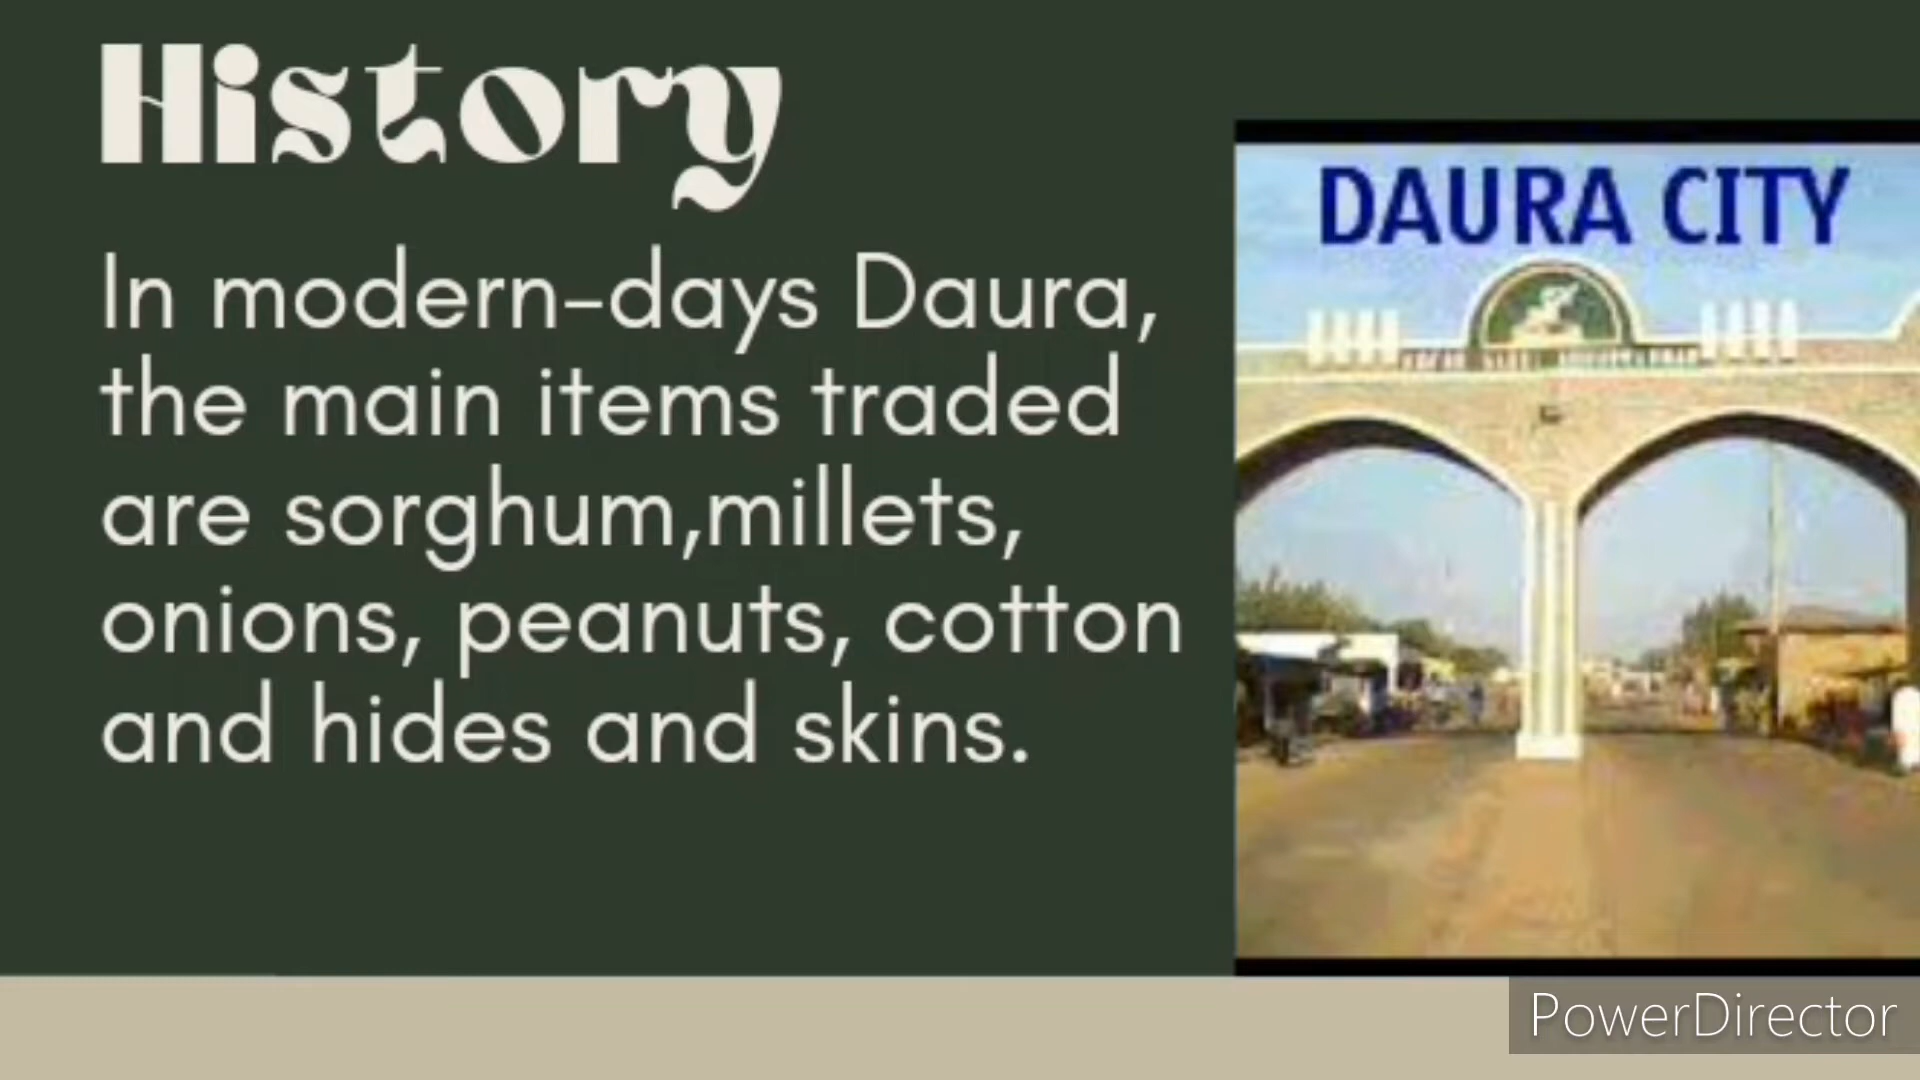 History
In modern-days Daura,
the main items traded
are sorghum,millets,
onions, peanuts, cotton
and hides and skins.
DAURA CITY
PowerDirector